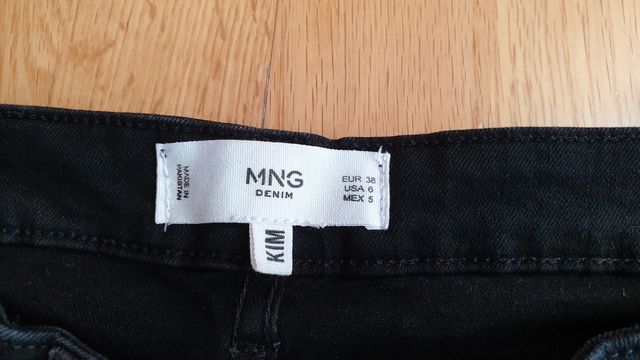 MADE IN
PAKISTAN
MNG
DENIM
EUR 38
USA 6
MEX 5
KIM